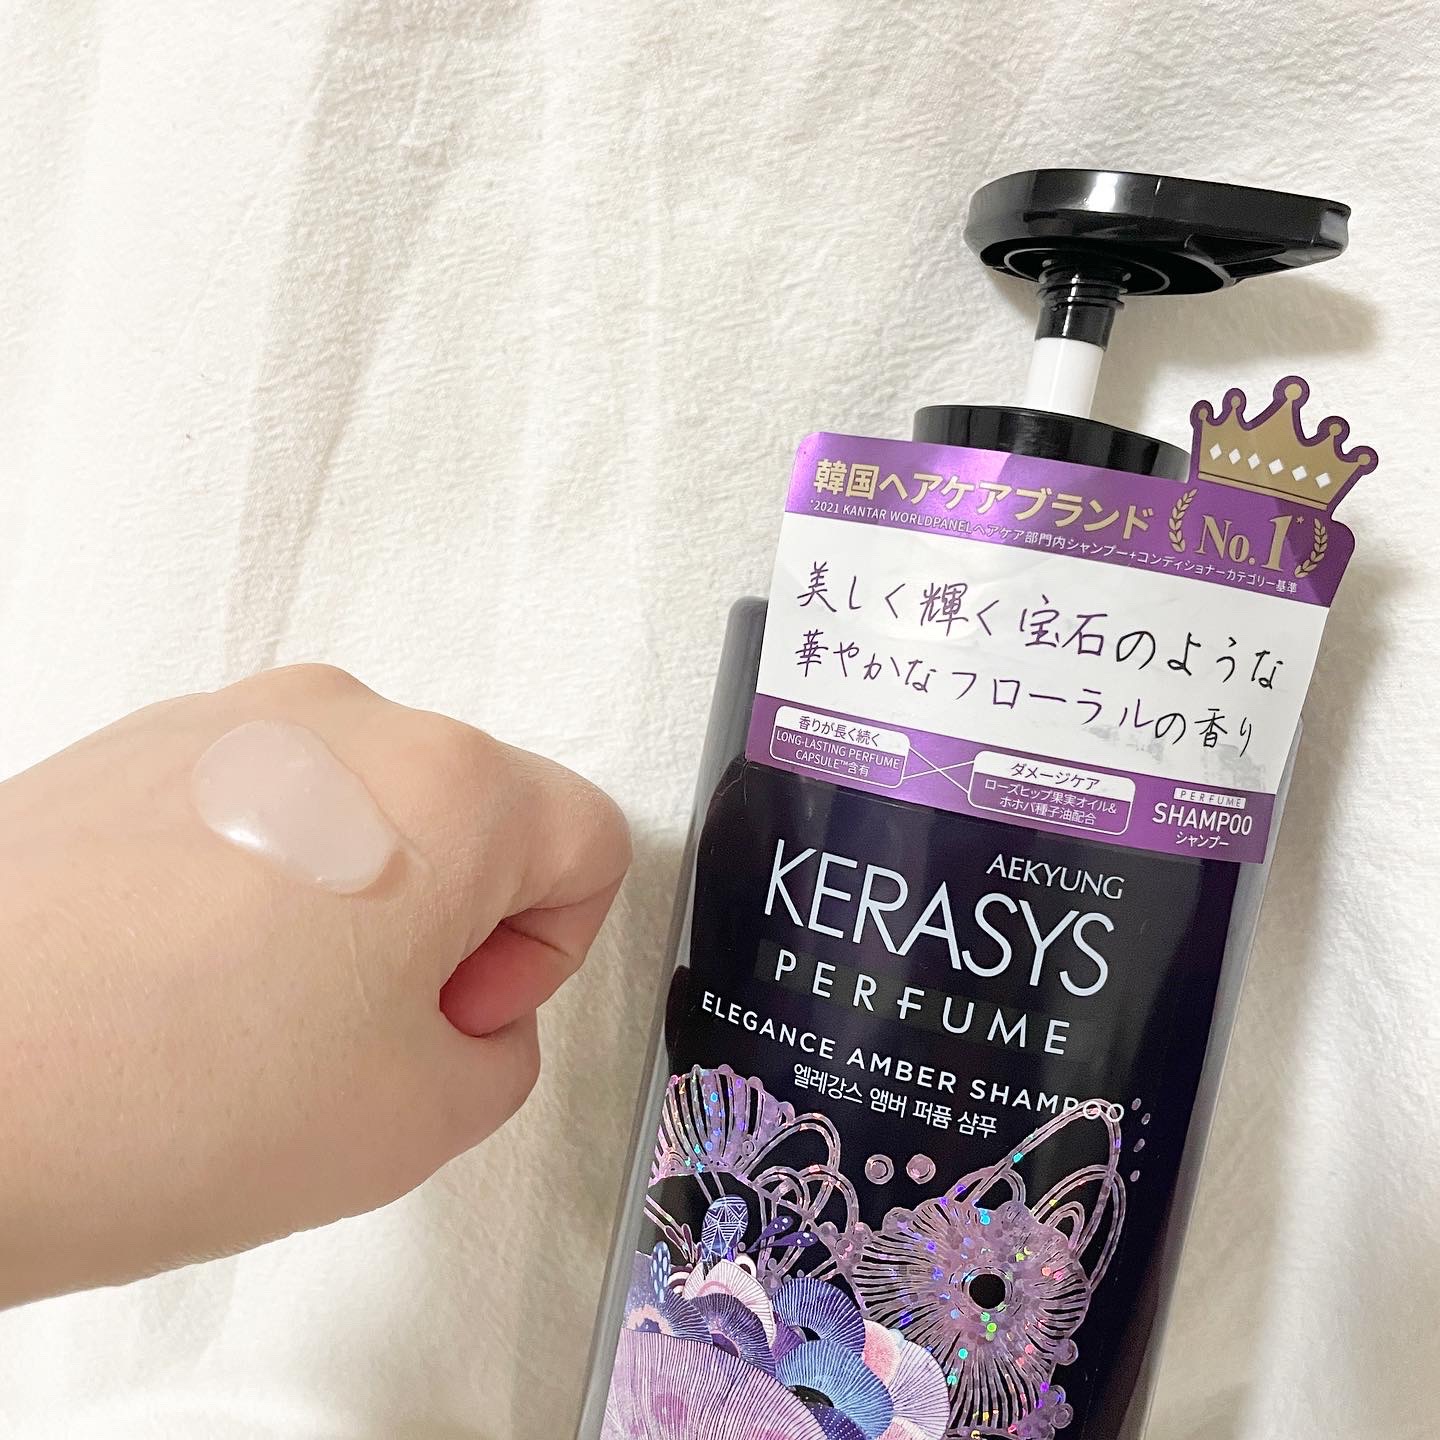 韓国ヘアケアブランド
No.1*
*2021 KANTAR WORLDPANELヘアケア部門内シャンプー+コンディショナーカテゴリー基準
美しく輝く宝石のような
華やかなフローラルの香り
香りが長く続く
LONG-LASTING PERFUME
CAPSULE™含有
ダメージケア
ローズヒップ果実オイル&
ホホバ種子油配合
PERFUME
SHAMPOO
シャンプー
AEKYUNG
KERASYS
PERFUME
ELEGANCE AMBER SHAMPOO
엘레강스 앰버 퍼퓸 샴푸